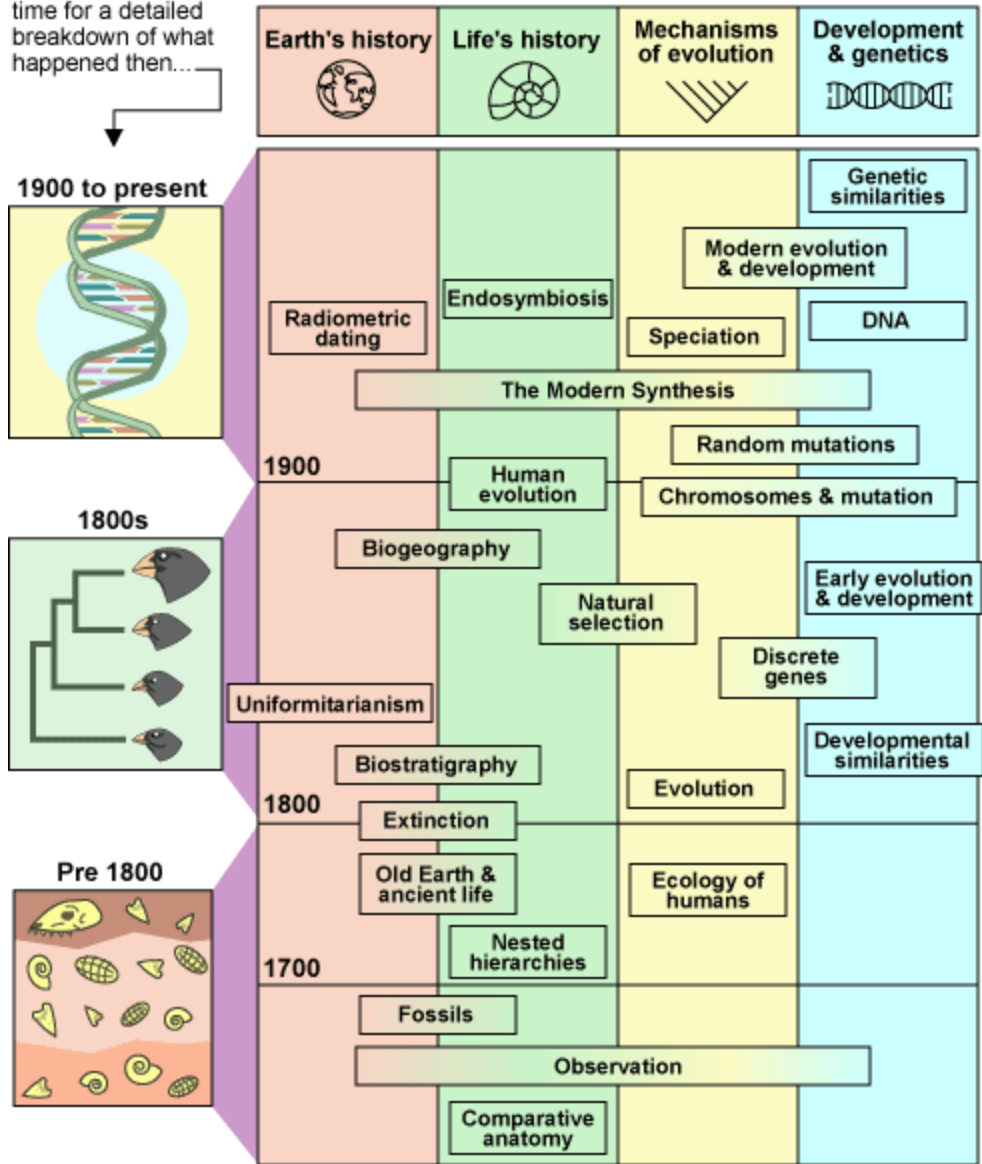 time for a detailed
breakdown of what
happened then...
Earth's history
Life's history
Mechanisms
of evolution
Development
& genetics
1900 to present
Genetic
similarities
Modern evolution
& development
Endosymbiosis
Radiometric
dating
DNA
Speciation
The Modern Synthesis
Random mutations
1900
Human
evolution
Chromosomes & mutation
1800s
Biogeography
Early evolution
& development
Natural
selection
Discrete
genes
Uniformitarianism
Developmental
similarities
Biostratigraphy
Evolution
1800
Extinction
Pre 1800
Old Earth &
ancient life
Ecology of
humans
Nested
hierarchies
1700
Fossils
Observation
Comparative
anatomy